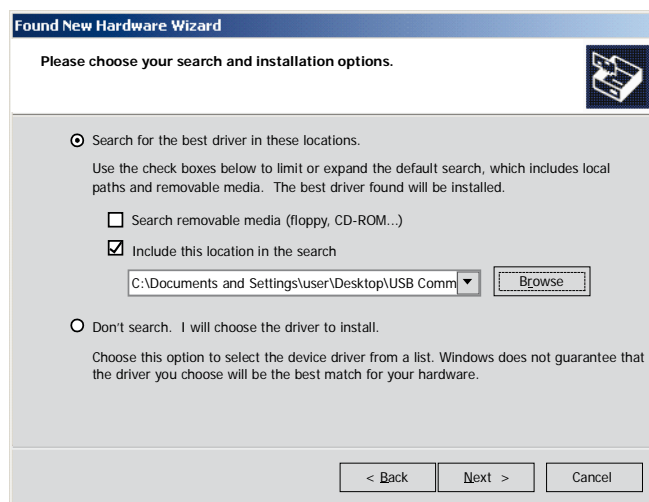 Found New Hardware Wizard
Please choose your search and installation options.
Search for the best driver in these locations.
Use the check boxes below to limit or expand the default search, which includes local
paths and removable media.  The best driver found will be installed.
Search removable media (floppy, CD-ROM...)
Include this location in the search
C:\Documents and Settings\user\Desktop\USB Comm
Browse
Don't search.  I will choose the driver to install.
Choose this option to select the device driver from a list. Windows does not guarantee that
the driver you choose will be the best match for your hardware.
< Back
Next >
Cancel